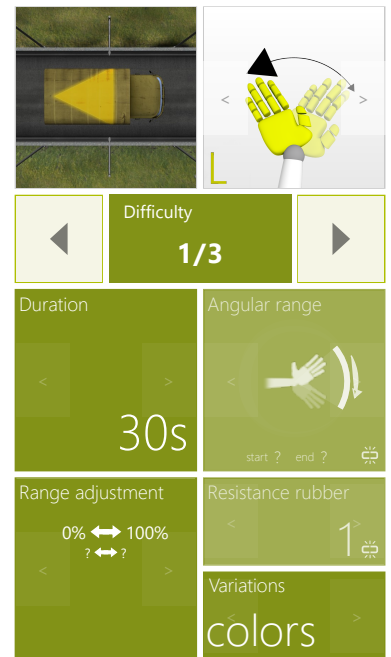 < >
L
Difficulty
1/3
Duration
< >
30s
Angular range
<
start ? end ?
Range adjustment
0% 100%
? ?
< >
Resistance rubber
< >
1
Variations
< >
colors